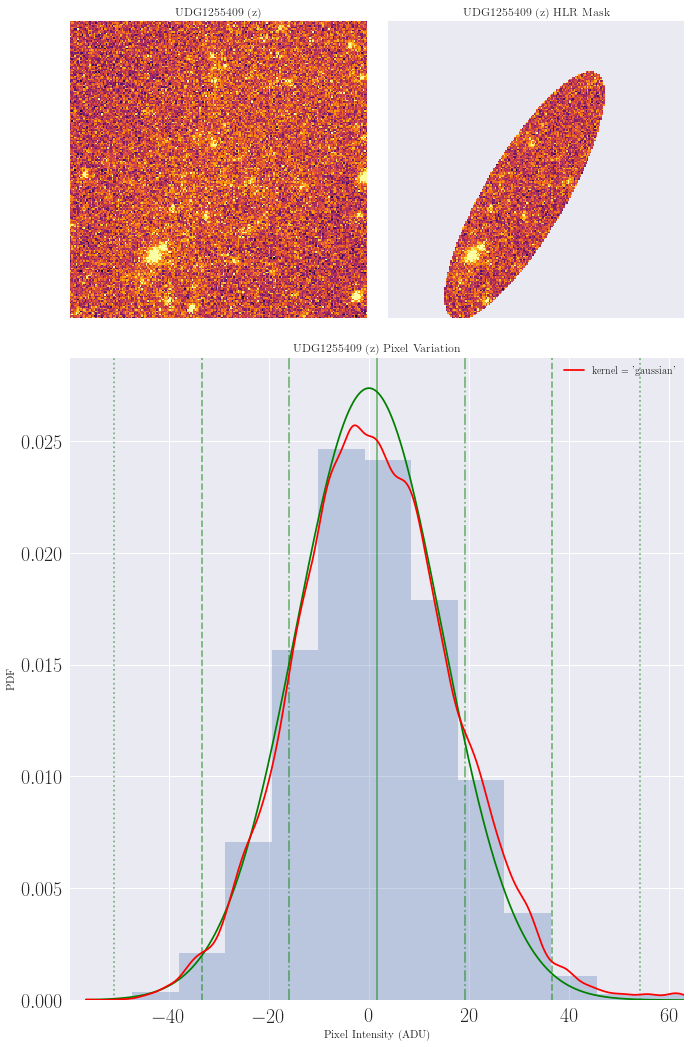 UDG1255409 (z)
UDG1255409 (z) HLR Mask
UDG1255409 (z) Pixel Variation
kernel = 'gaussian'
0.025
0.020
0.015
0.010
0.005
0.000
PDF
−40
−20
0
20
40
60
Pixel Intensity (ADU)